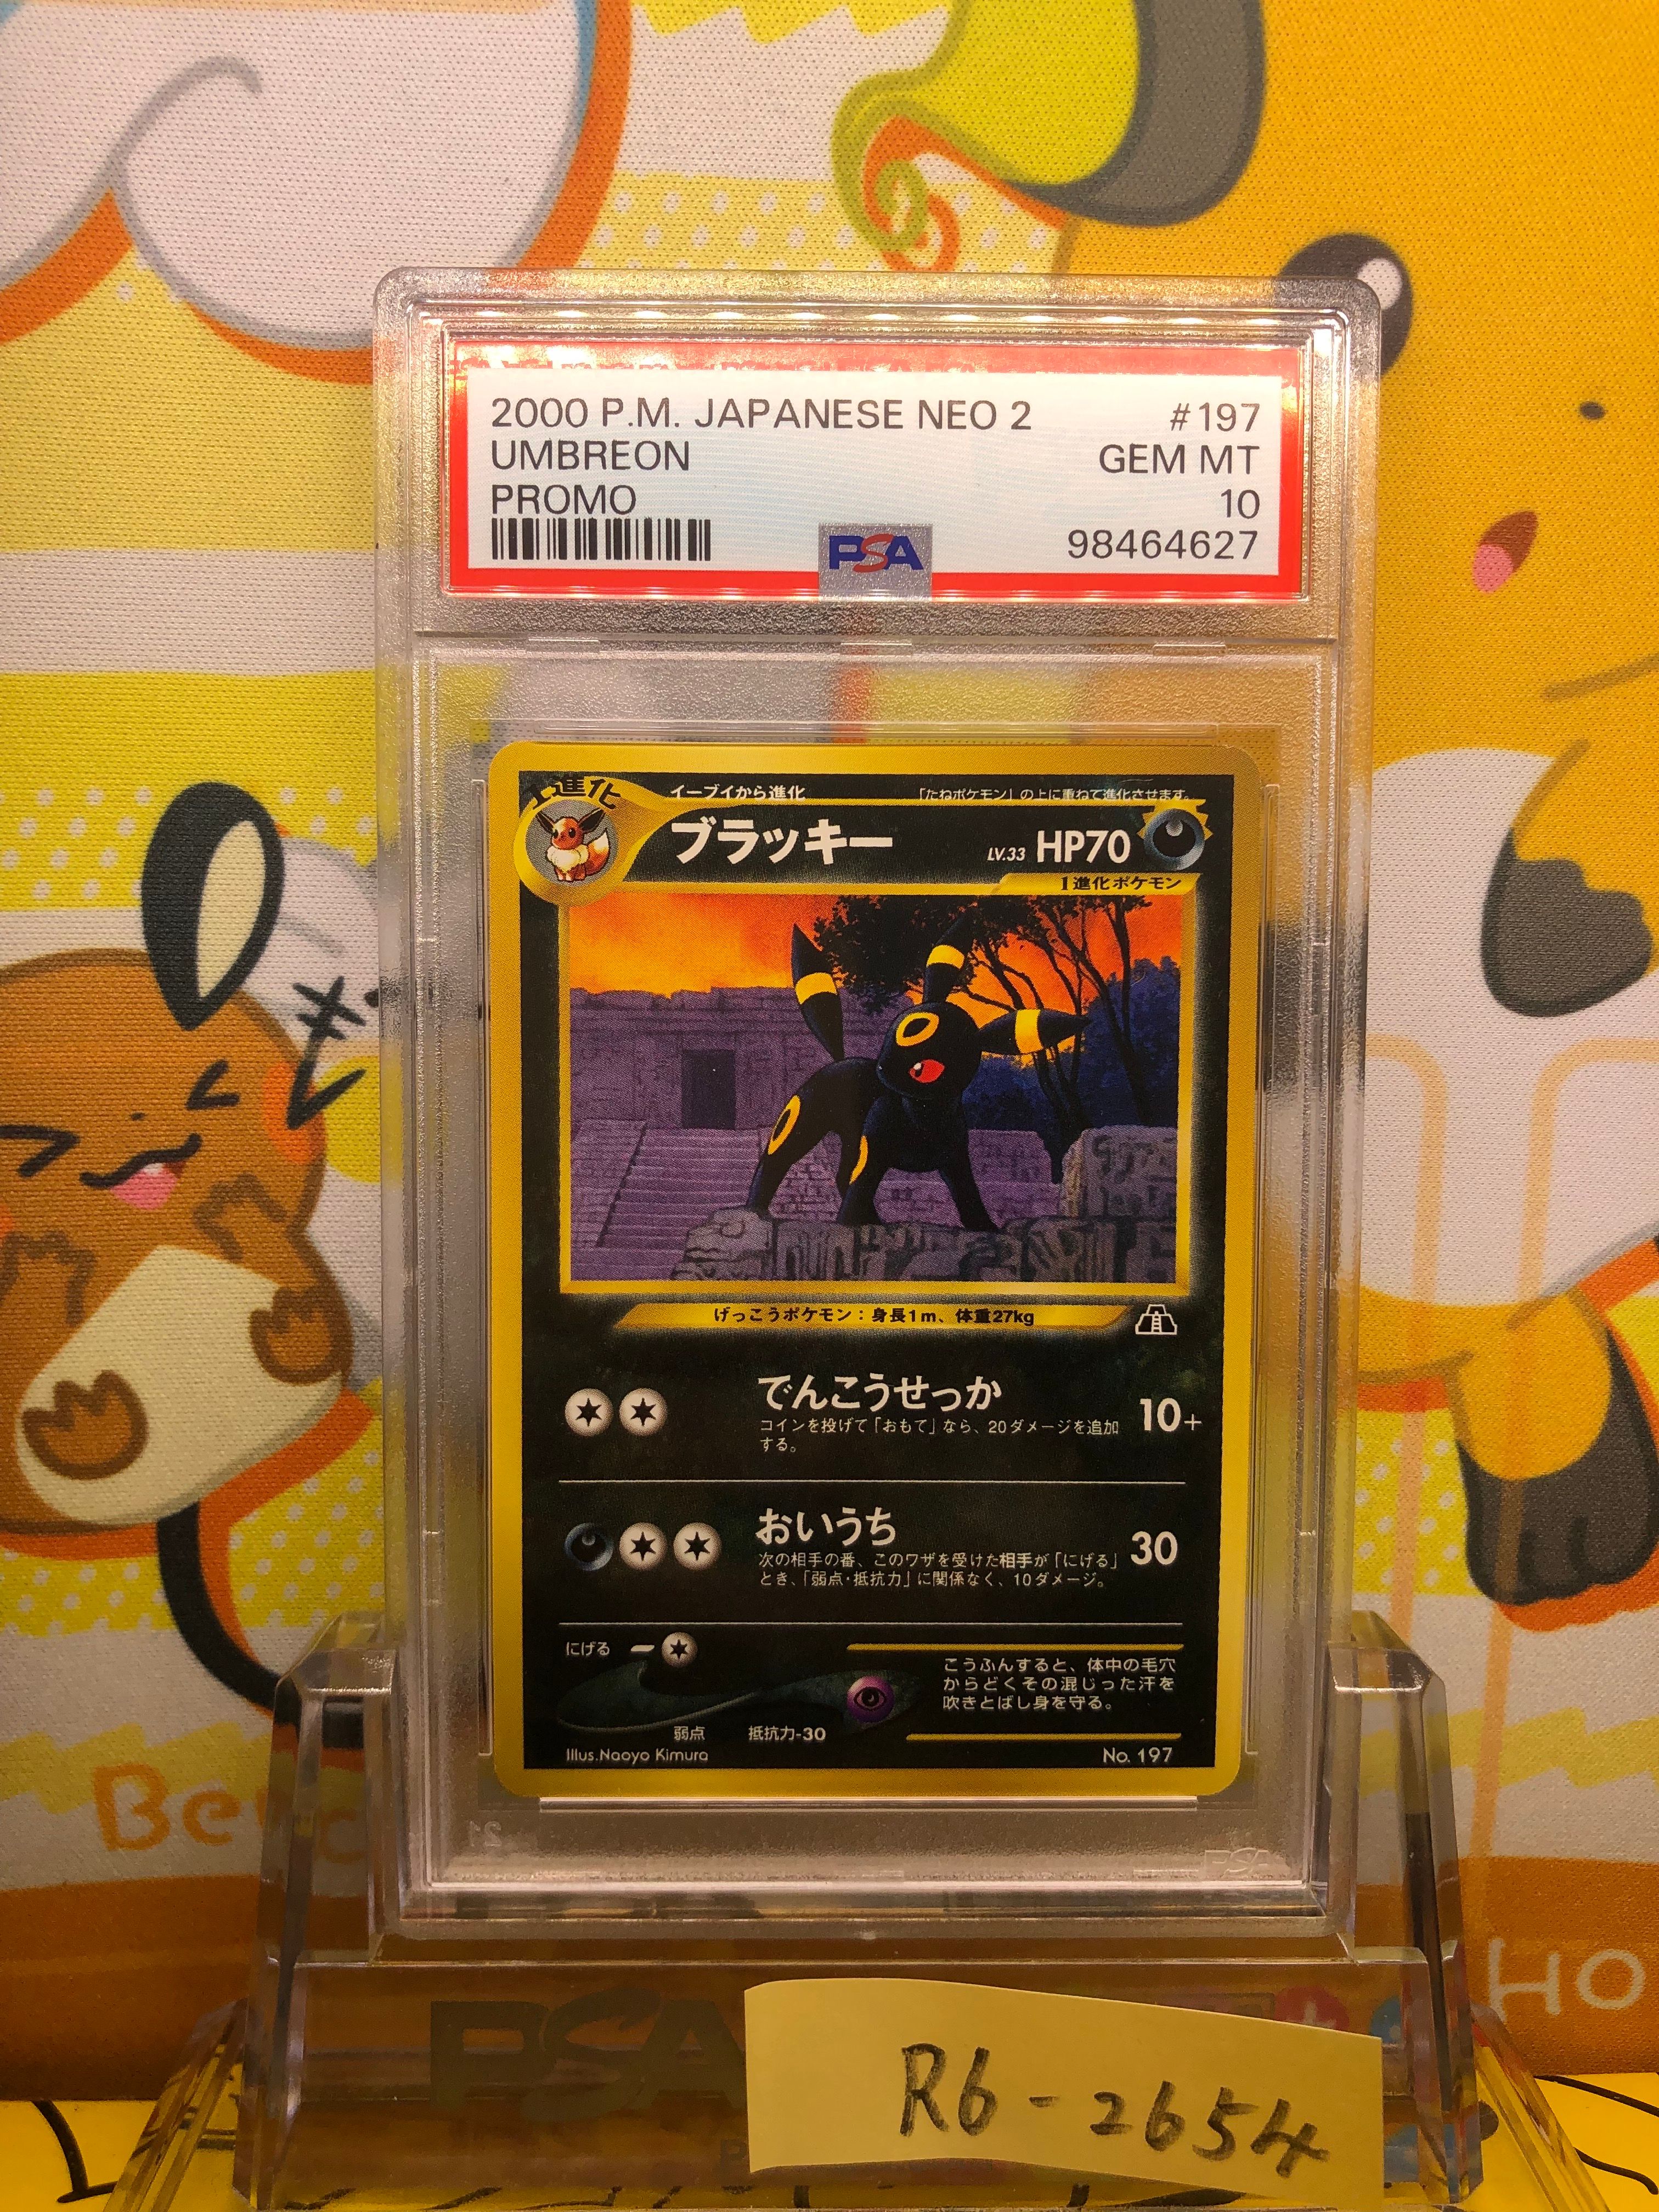 2000 P.M. JAPANESE NEO 2 #197
UMBREON GEM MT
PROMO 10
PSA 98464627
1進化
イーブイから進化 「たねポケモン」の上に重ねて進化させます。
ブラッキー LV.33 HP70
1進化ポケモン
げっこうポケモン:身長1m、体重27kg
でんこうせっか 10+
コインを投げて「おもて」なら、20ダメージを追加
する。
おいうち 30
次の相手の番、このワザを受けた相手が「にげる」
とき、「弱点・抵抗力」に関係なく、10ダメージ。
にげる
こうふんすると、体中の毛穴
からどくその混じった汗を
吹きとばし身を守る。
弱点 抵抗力-30
Illus.Naoyo Kimura No. 197
PSA
PSA
R6-2654